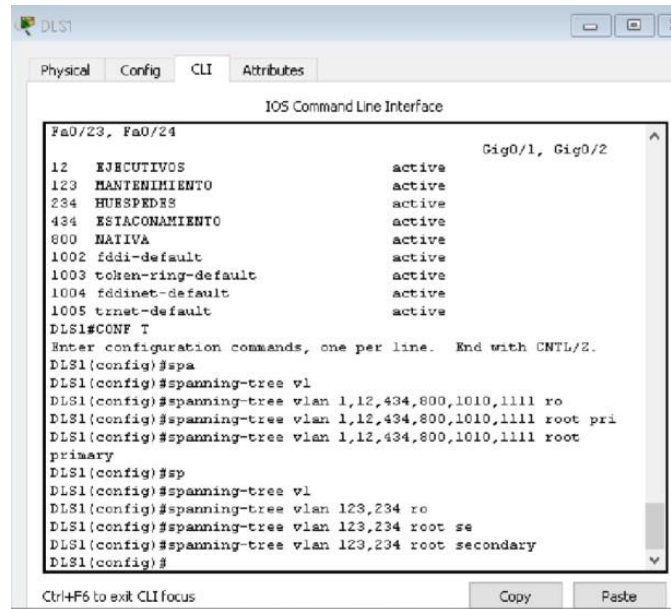 DLS1
Physical Config CLI Attributes
IOS Command Line Interface
Fa0/23, Fa0/24
Gig0/1, Gig0/2
12 EJECUTIVOS active
123 MANTENIMIENTO active
234 HUESPEDES active
434 ESTACONAMIENTO active
800 NATIVA active
1002 fddi-default active
1003 token-ring-default active
1004 fddinet-default active
1005 trnet-default active
DLS1#CONF T
Enter configuration commands, one per line. End with CNTL/Z.
DLS1(config)#spa
DLS1(config)#spanning-tree vl
DLS1(config)#spanning-tree vlan 1,12,434,800,1010,1111 ro
DLS1(config)#spanning-tree vlan 1,12,434,800,1010,1111 root pri
DLS1(config)#spanning-tree vlan 1,12,434,800,1010,1111 root
primary
DLS1(config)#sp
DLS1(config)#spanning-tree vl
DLS1(config)#spanning-tree vlan 123,234 ro
DLS1(config)#spanning-tree vlan 123,234 root se
DLS1(config)#spanning-tree vlan 123,234 root secondary
DLS1(config)#
Ctrl+F6 to exit CLI focus
Copy Paste